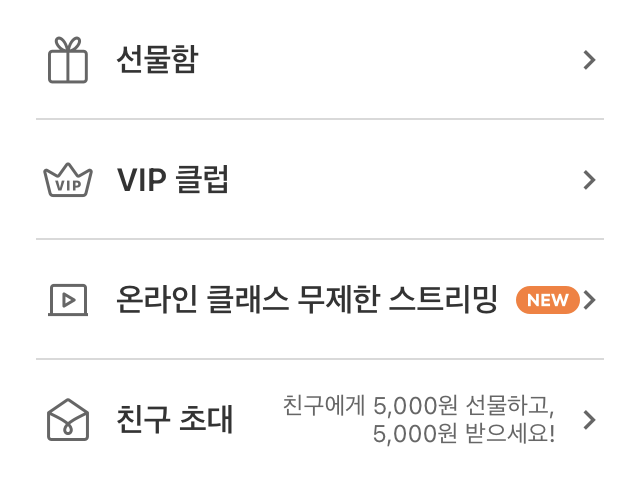 선물함
VIP
VIP 클럽
온라인 클래스 무제한 스트리밍 NEW
친구 초대
친구에게 5,000원 선물하고,
5,000원 받으세요!